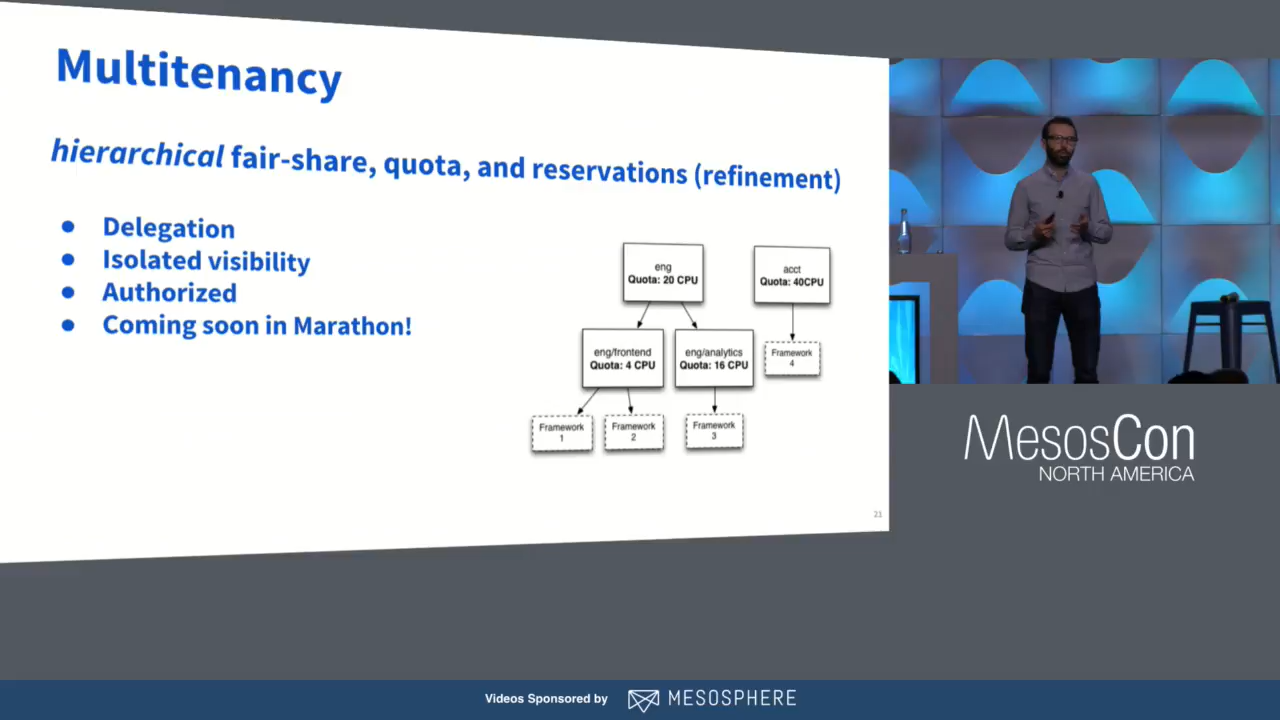 Multitenancy
hierarchical fair-share, quota, and reservations (refinement)
● Delegation
● Isolated visibility
● Authorized
● Coming soon in Marathon!
eng
Quota: 20 CPU
acct
Quota: 40CPU
eng/frontend
Quota: 4 CPU
eng/analytics
Quota: 16 CPU
Framework
4
Framework
1
Framework
2
Framework
3
21
MesosCon
NORTH AMERICA
Videos Sponsored by MESOSPHERE